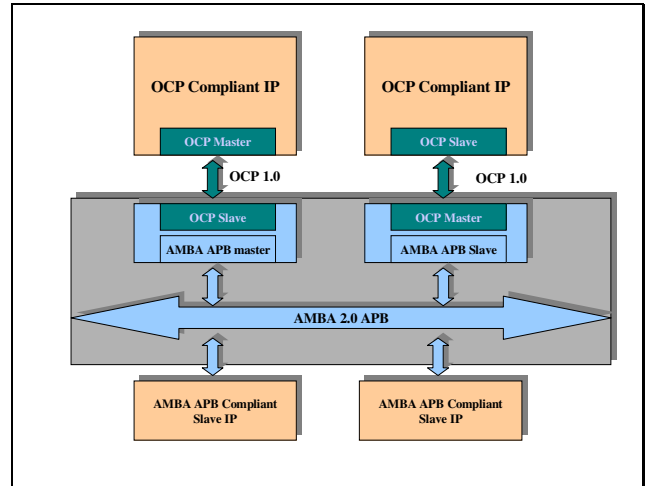 OCP Compliant IP
OCP Compliant IP
OCP Master
OCP Slave
OCP 1.0
OCP 1.0
OCP Slave
OCP Master
AMBA APB master
AMBA APB Slave
AMBA 2.0 APB
AMBA APB Compliant
Slave IP
AMBA APB Compliant
Slave IP